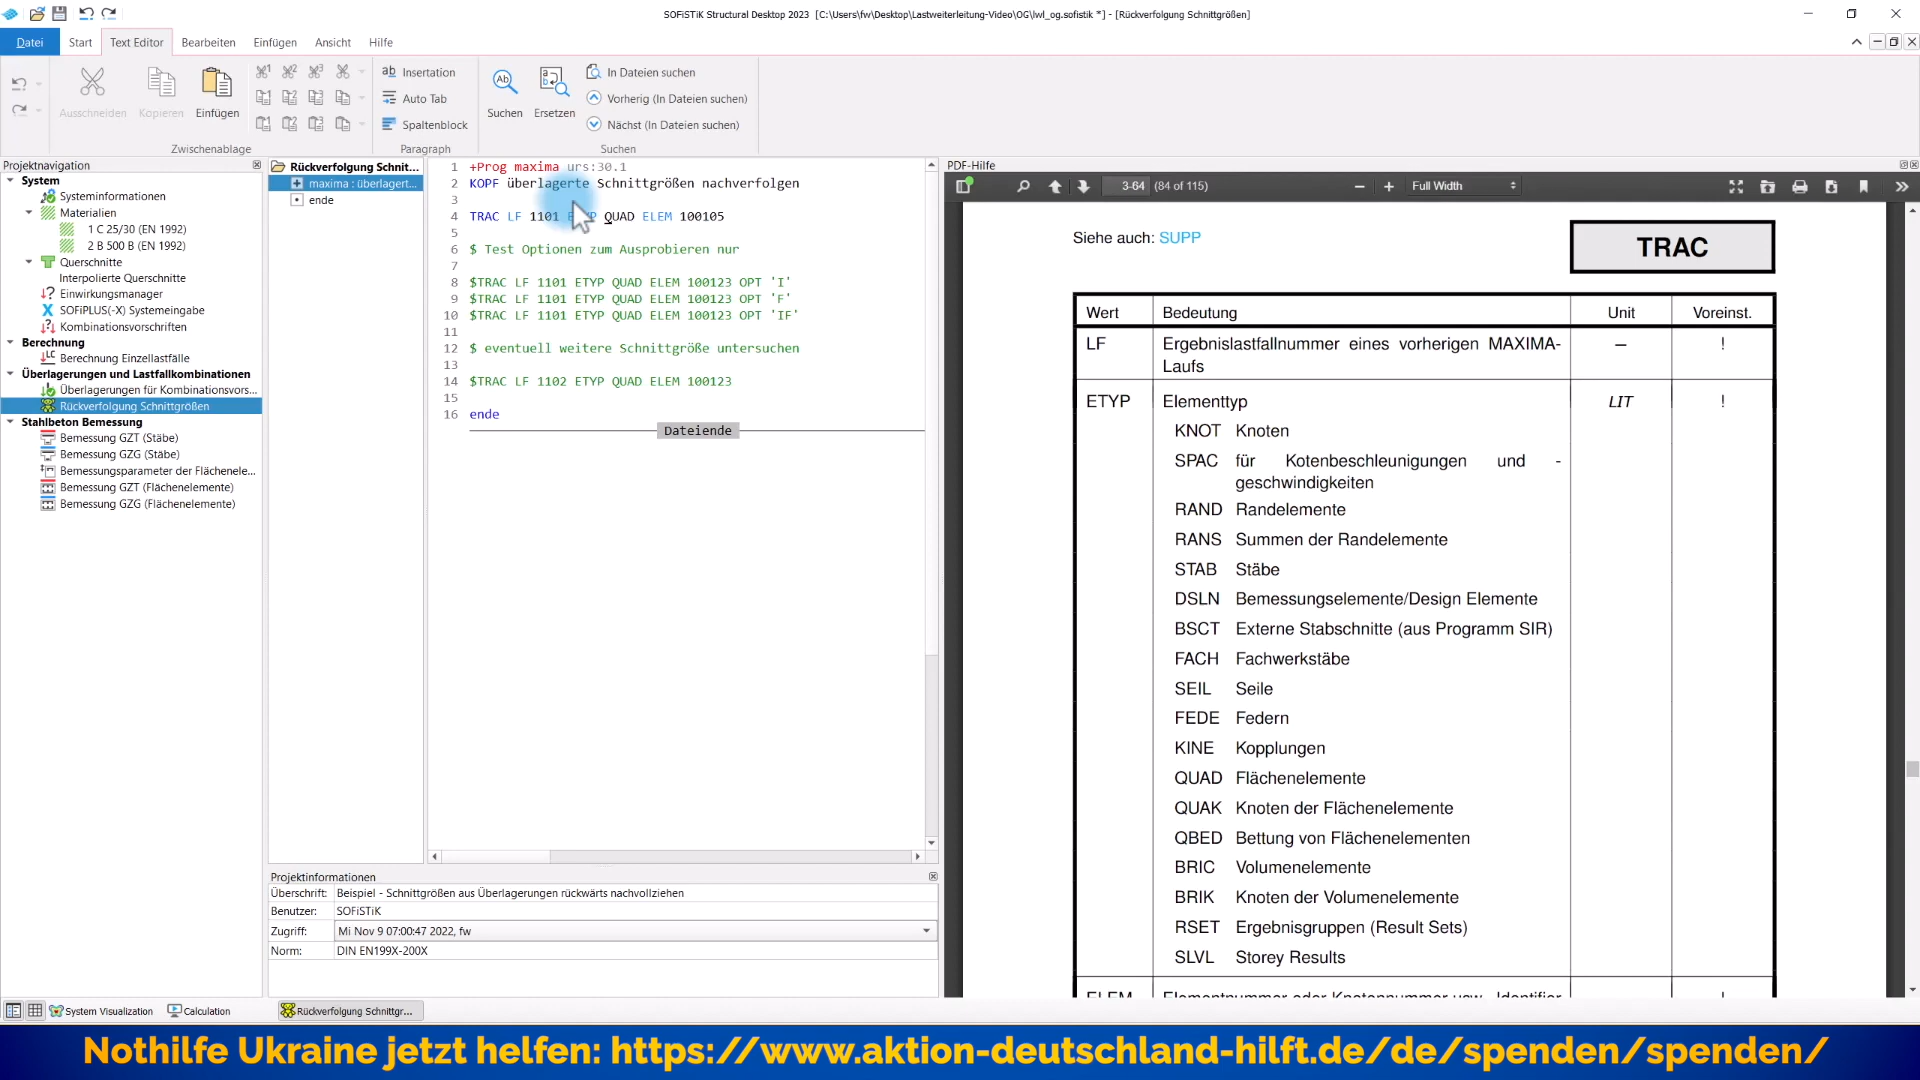 SOFiSTiK Structural Desktop 2023 [C:\Users\fw\Desktop\Lastweiterleitung-Video\OG\lwl_og.sofistik *] - [Rückverfolgung Schnittgrößen]
Datei Start Text Editor Bearbeiten Einfügen Ansicht Hilfe
Ausschneiden Kopieren Einfügen
Zwischenablage
Insertation
Auto Tab
Spaltenblock
Paragraph
Suchen Ersetzen
In Dateien suchen
Vorherig (In Dateien suchen)
Nächst (In Dateien suchen)
Suchen
Projektnavigation
System
Systeminformationen
Materialien
1 C 25/30 (EN 1992)
2 B 500 B (EN 1992)
Querschnitte
Interpolierte Querschnitte
Einwirkungsmanager
SOFiPLUS(-X) Systemeingabe
Kombinationsvorschriften
Berechnung
Berechnung Einzellastfälle
Überlagerungen und Lastfallkombinationen
Überlagerungen für Kombinationsvors...
Rückverfolgung Schnittgrößen
Stahlbeton Bemessung
Bemessung GZT (Stäbe)
Bemessung GZG (Stäbe)
Bemessungsparameter der Flächenele...
Bemessung GZT (Flächenelemente)
Bemessung GZG (Flächenelemente)
Rückverfolgung Schnit...
maxima : überlagert...
ende
1 +Prog maxima urs:30.1
2 KOPF überlagerte Schnittgrößen nachverfolgen
3
4 TRAC LF 1101 ETYP QUAD ELEM 100105
5
6 $ Test Optionen zum Ausprobieren nur
7
8 $TRAC LF 1101 ETYP QUAD ELEM 100123 OPT 'I'
9 $TRAC LF 1101 ETYP QUAD ELEM 100123 OPT 'F'
10 $TRAC LF 1101 ETYP QUAD ELEM 100123 OPT 'IF'
11
12 $ eventuell weitere Schnittgröße untersuchen
13
14 $TRAC LF 1102 ETYP QUAD ELEM 100123
15
16 ende
Dateiende
Projektinformationen
Überschrift: Beispiel - Schnittgrößen aus Überlagerungen rückwärts nachvollziehen
Benutzer: SOFiSTiK
Zugriff: Mi Nov 9 07:00:47 2022, fw
Norm: DIN EN199X-200X
PDF-Hilfe
3-64 (84 of 115) Full Width
Siehe auch: SUPP
TRAC
Wert Bedeutung Unit Voreinst.
LF Ergebnislastfallnummer eines vorherigen MAXIMA-
Laufs – !
ETYP Elementtyp LIT !
KNOT Knoten
SPAC für Kotenbeschleunigungen und -
geschwindigkeiten
RAND Randelemente
RANS Summen der Randelemente
STAB Stäbe
DSLN Bemessungselemente/Design Elemente
BSCT Externe Stabschnitte (aus Programm SIR)
FACH Fachwerkstäbe
SEIL Seile
FEDE Federn
KINE Kopplungen
QUAD Flächenelemente
QUAK Knoten der Flächenelemente
QBED Bettung von Flächenelementen
BRIC Volumenelemente
BRIK Knoten der Volumenelemente
RSET Ergebnisgruppen (Result Sets)
SLVL Storey Results
ELEM Elementnummer oder Knotennummer usw. Identifier !
System Visualization Calculation Rückverfolgung Schnittgr...
Nothilfe Ukraine jetzt helfen: https://www.aktion-deutschland-hilft.de/de/spenden/spenden/